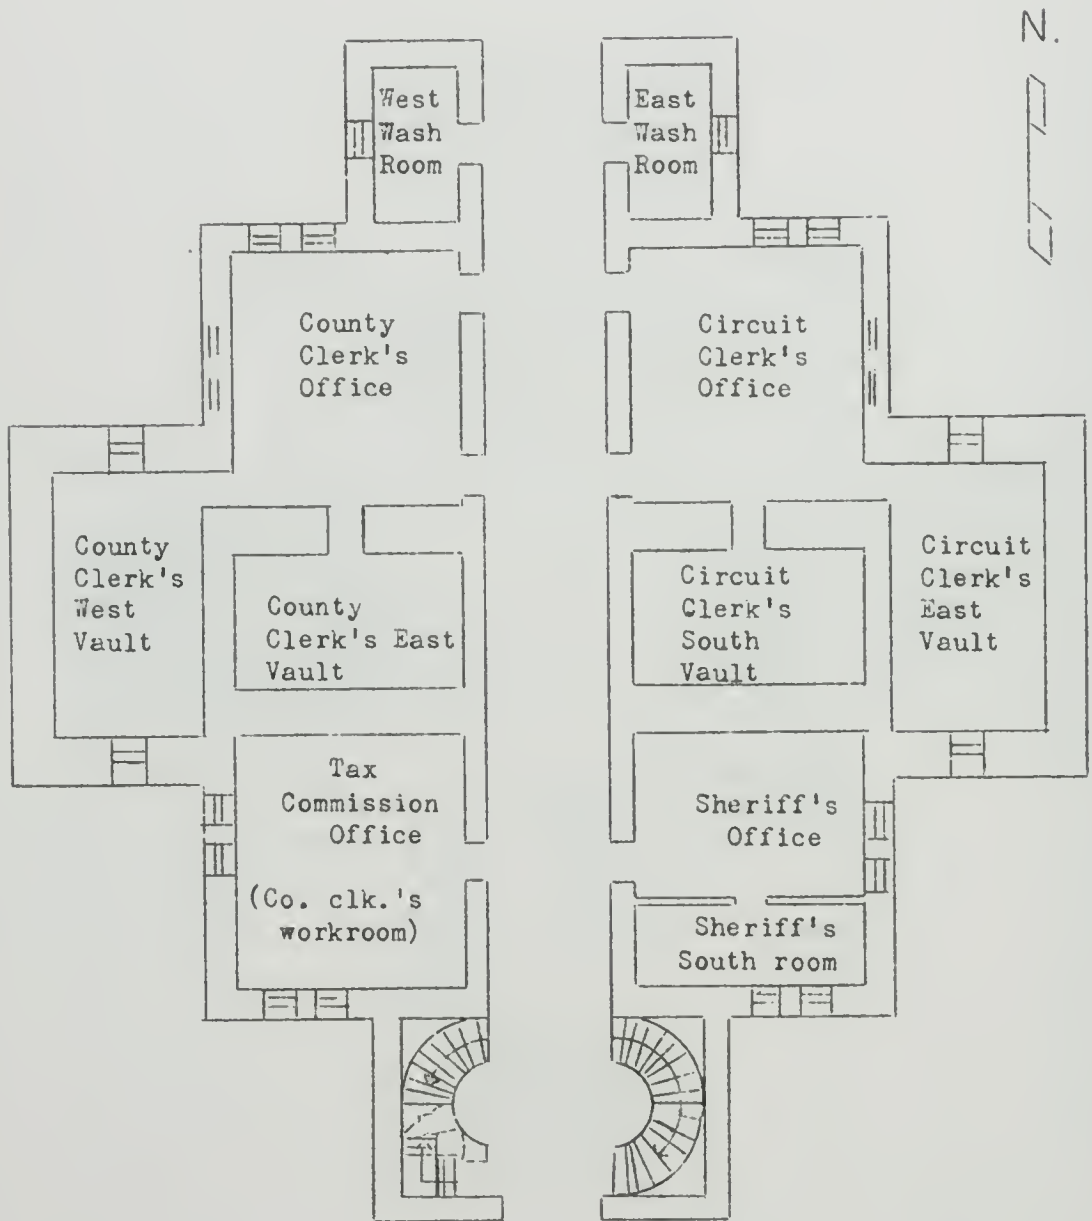 N.
West
Wash
Room
East
Wash
Room
County
Clerk's
Office
Circuit
Clerk's
Office
County
Clerk's
West
Vault
County
Clerk's East
Vault
Circuit
Clerk's
South
Vault
Circuit
Clerk's
East
Vault
Tax
Commission
Office
(Co. clk.'s
workroom)
Sheriff's
Office
Sheriff's
South room